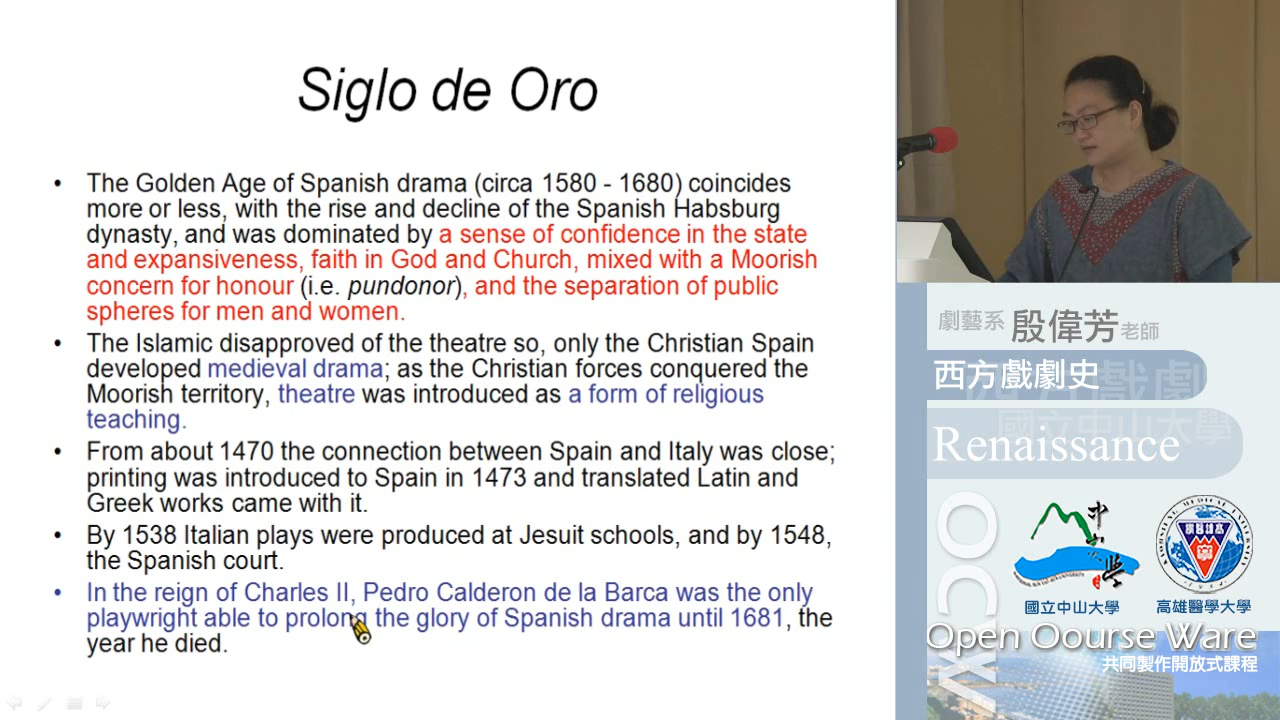 Siglo de Oro
• The Golden Age of Spanish drama (circa 1580 - 1680) coincides
more or less, with the rise and decline of the Spanish Habsburg
dynasty, and was dominated by a sense of confidence in the state
and expansiveness, faith in God and Church, mixed with a Moorish
concern for honour (i.e. pundonor), and the separation of public
spheres for men and women.
• The Islamic disapproved of the theatre so, only the Christian Spain
developed medieval drama; as the Christian forces conquered the
Moorish territory, theatre was introduced as a form of religious
teaching.
• From about 1470 the connection between Spain and Italy was close;
printing was introduced to Spain in 1473 and translated Latin and
Greek works came with it.
• By 1538 Italian plays were produced at Jesuit schools, and by 1548,
the Spanish court.
• In the reign of Charles II, Pedro Calderon de la Barca was the only
playwright able to prolong the glory of Spanish drama until 1681, the
year he died.
劇藝系 殷偉芳老師
西方戲劇史
國立中山大學
Renaissance
OCW
中山大學
國立中山大學
高雄醫學大學
Open Oourse Ware
共同製作開放式課程